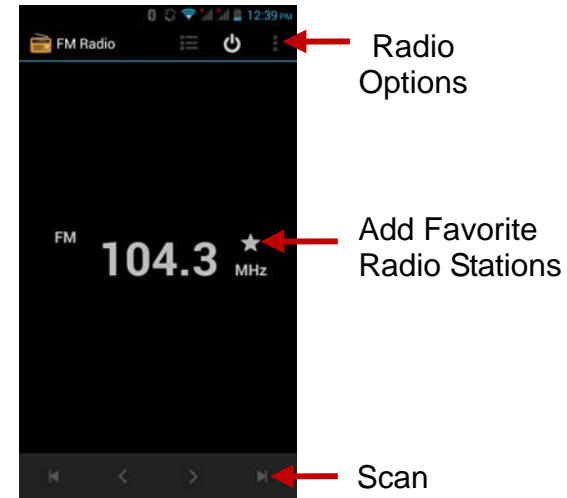 12:39 PM
FM Radio
Radio
Options
FM
104.3
MHz
Add Favorite
Radio Stations
Scan